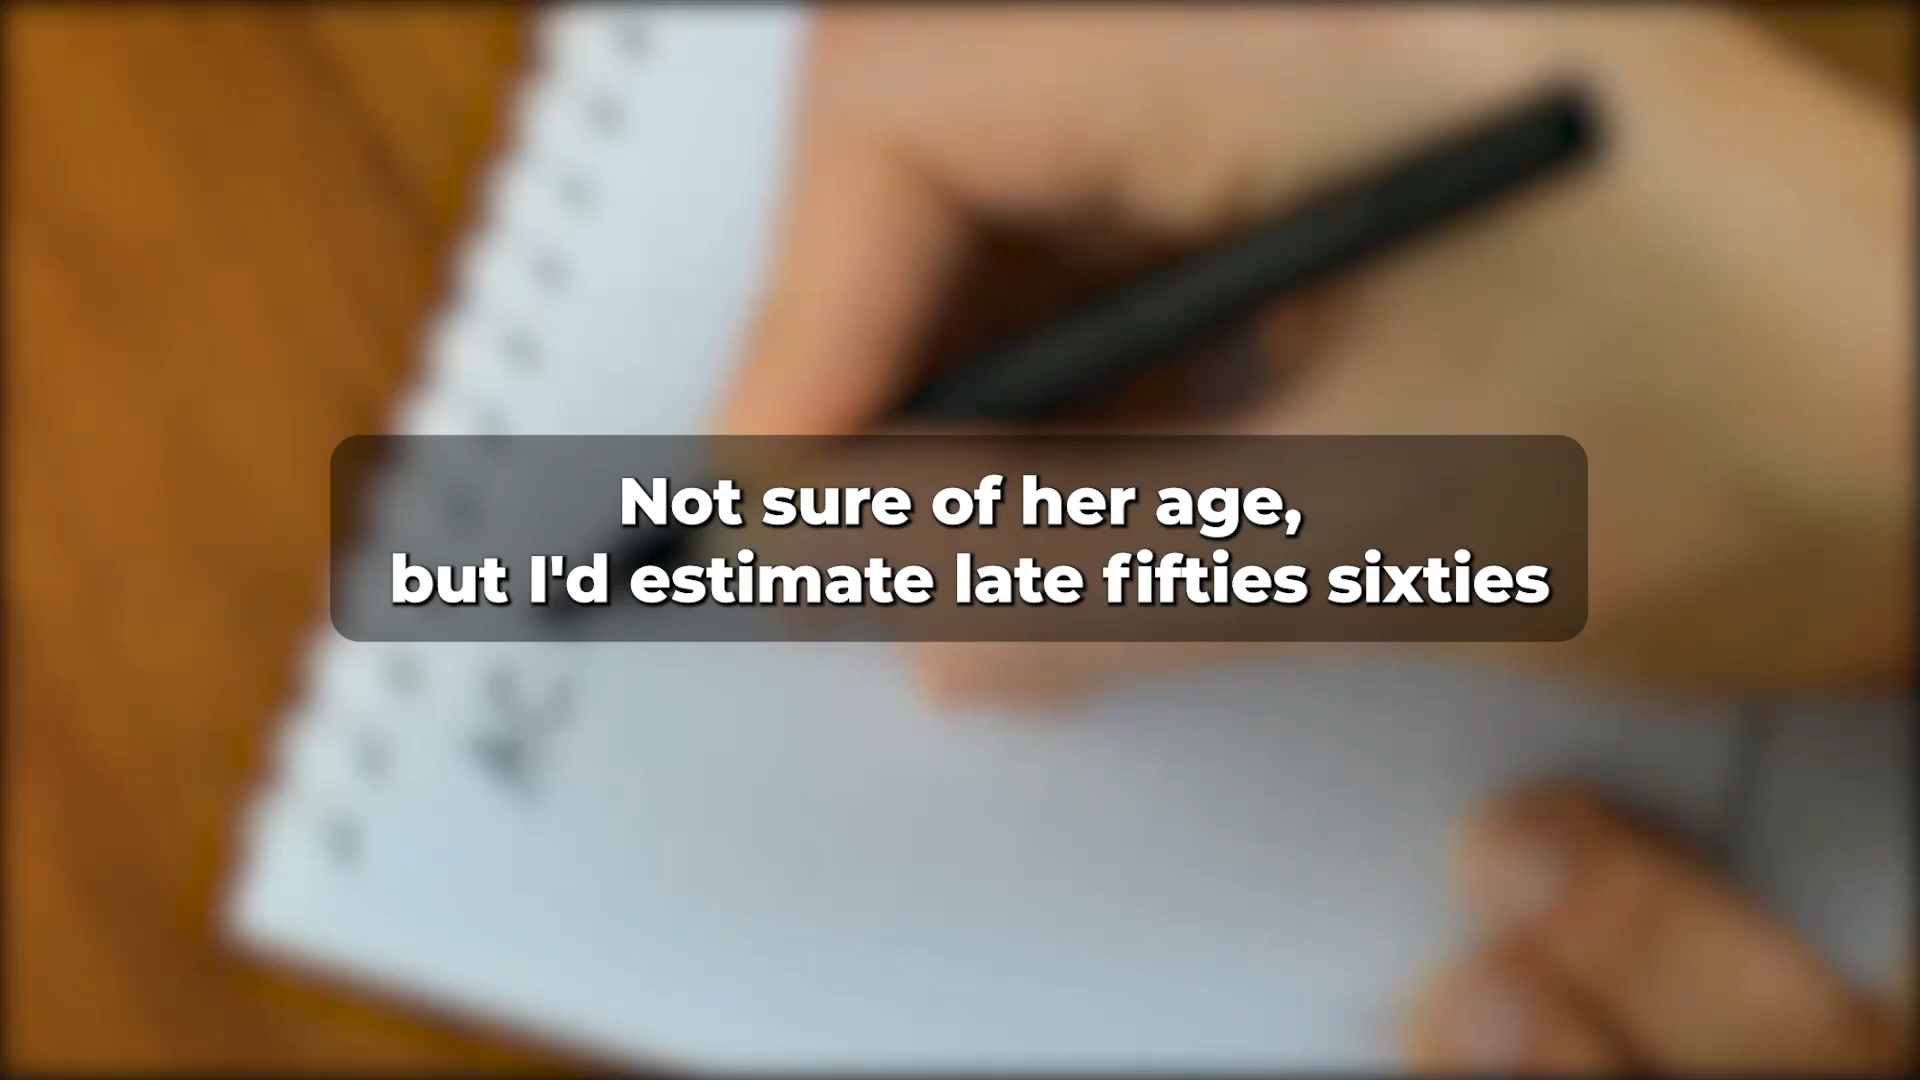 Not sure of her age,
but I'd estimate late fifties sixties